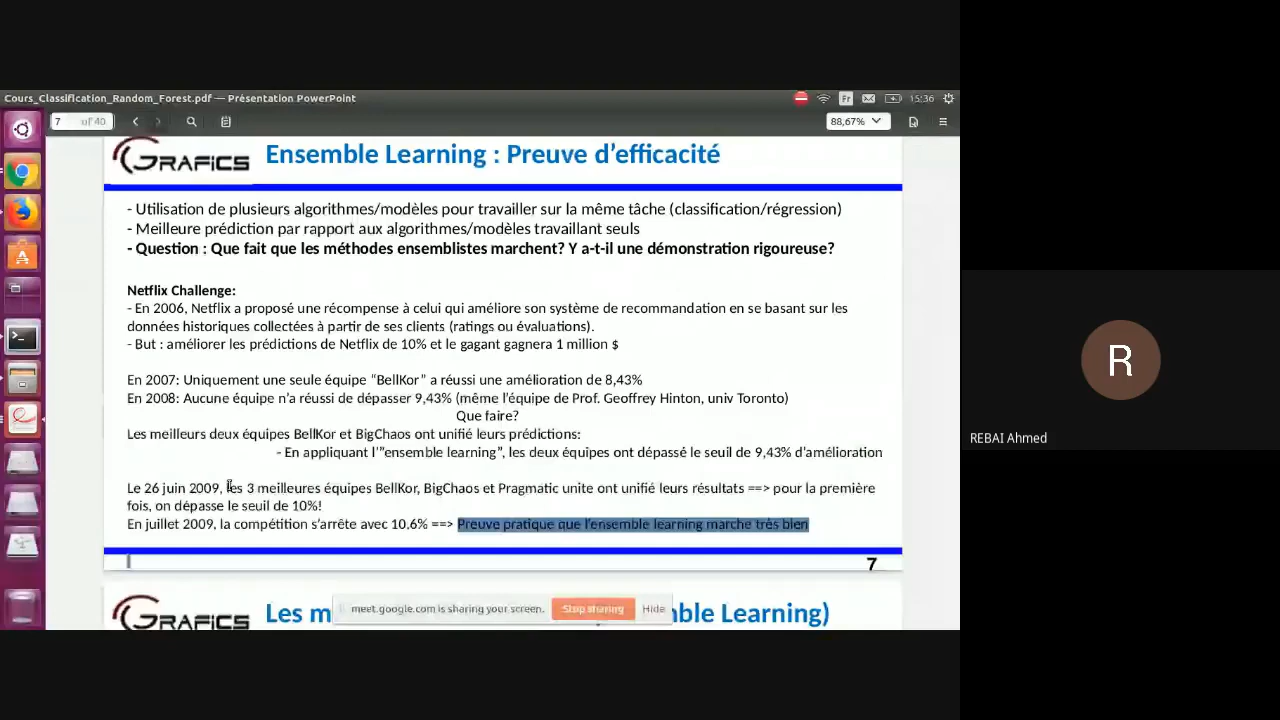 Cours_Classification_Random_Forest.pdf — Présentation PowerPoint
Fr
15:36
7 of 40
88,67%
GRAFICS
Ensemble Learning : Preuve d’efficacité
- Utilisation de plusieurs algorithmes/modèles pour travailler sur la même tâche (classification/régression)
- Meilleure prédiction par rapport aux algorithmes/modèles travaillant seuls
- Question : Que fait que les méthodes ensemblistes marchent? Y a-t-il une démonstration rigoureuse?
Netflix Challenge:
- En 2006, Netflix a proposé une récompense à celui qui améliore son système de recommandation en se basant sur les
données historiques collectées à partir de ses clients (ratings ou évaluations).
- But : améliorer les prédictions de Netflix de 10% et le gagant gagnera 1 million $
En 2007: Uniquement une seule équipe “BellKor” a réussi une amélioration de 8,43%
En 2008: Aucune équipe n’a réussi de dépasser 9,43% (même l’équipe de Prof. Geoffrey Hinton, univ Toronto)
Que faire?
Les meilleurs deux équipes BellKor et BigChaos ont unifié leurs prédictions:
- En appliquant l’”ensemble learning”, les deux équipes ont dépassé le seuil de 9,43% d’amélioration
Le 26 juin 2009, les 3 meilleures équipes BellKor, BigChaos et Pragmatic unite ont unifié leurs résultats ==> pour la première
fois, on dépasse le seuil de 10%!
En juillet 2009, la compétition s’arrête avec 10.6% ==> Preuve pratique que l’ensemble learning marche très bien
7
GRAFICS
Les m
mble Learning)
meet.google.com is sharing your screen.
Stop sharing
Hide
R
REBAI Ahmed